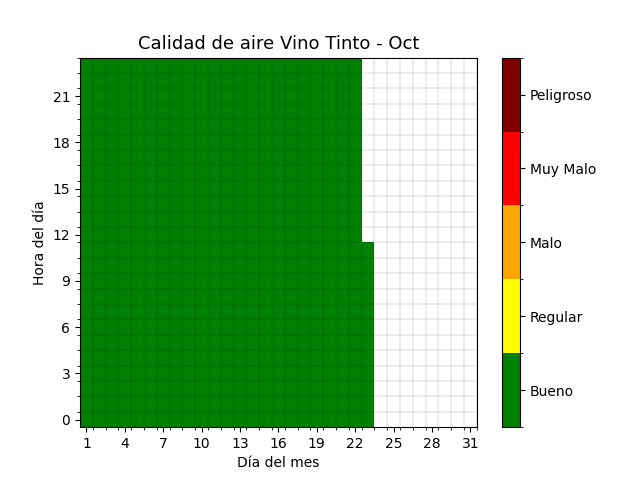 Calidad de aire Vino Tinto - Oct
Hora del día
21
18
15
12
9
6
3
0
1 4 7 10 13 16 19 22 25 28 31
Día del mes
Peligroso
Muy Malo
Malo
Regular
Bueno